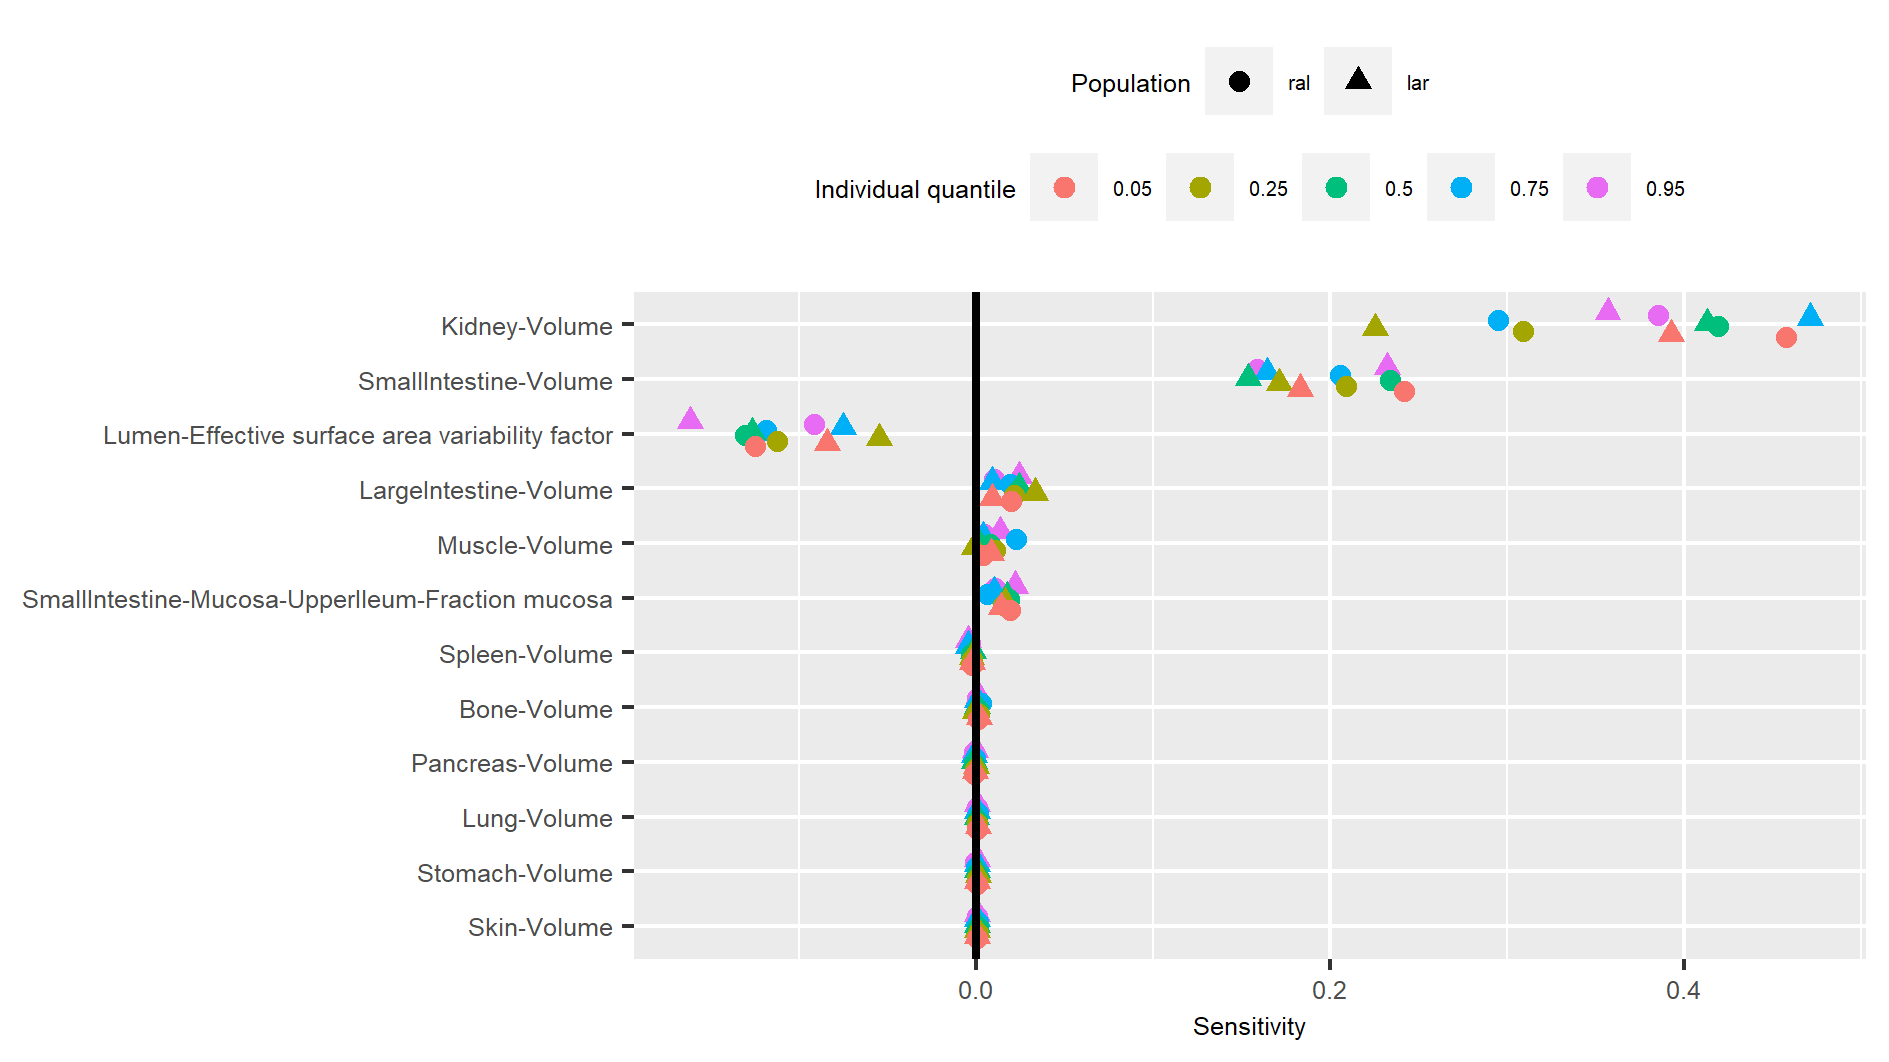 Population ral lar
Individual quantile 0.05 0.25 0.5 0.75 0.95
Kidney-Volume
SmallIntestine-Volume
Lumen-Effective surface area variability factor
LargeIntestine-Volume
Muscle-Volume
SmallIntestine-Mucosa-UpperIleum-Fraction mucosa
Spleen-Volume
Bone-Volume
Pancreas-Volume
Lung-Volume
Stomach-Volume
Skin-Volume
0.0 0.2 0.4
Sensitivity